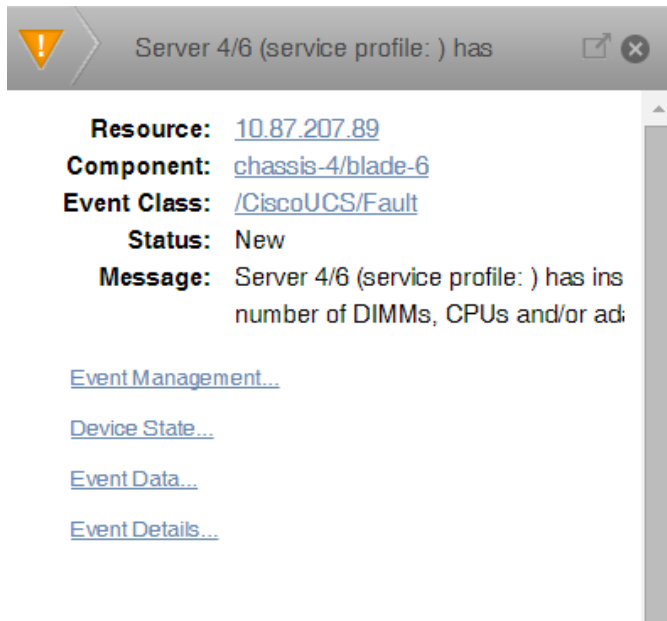 Server 4/6 (service profile: ) has
Resource: 10.87.207.89
Component: chassis-4/blade-6
Event Class: /CiscoUCS/Fault
Status: New
Message: Server 4/6 (service profile: ) has ins
number of DIMMs, CPUs and/or ada
Event Management...
Device State...
Event Data...
Event Details...